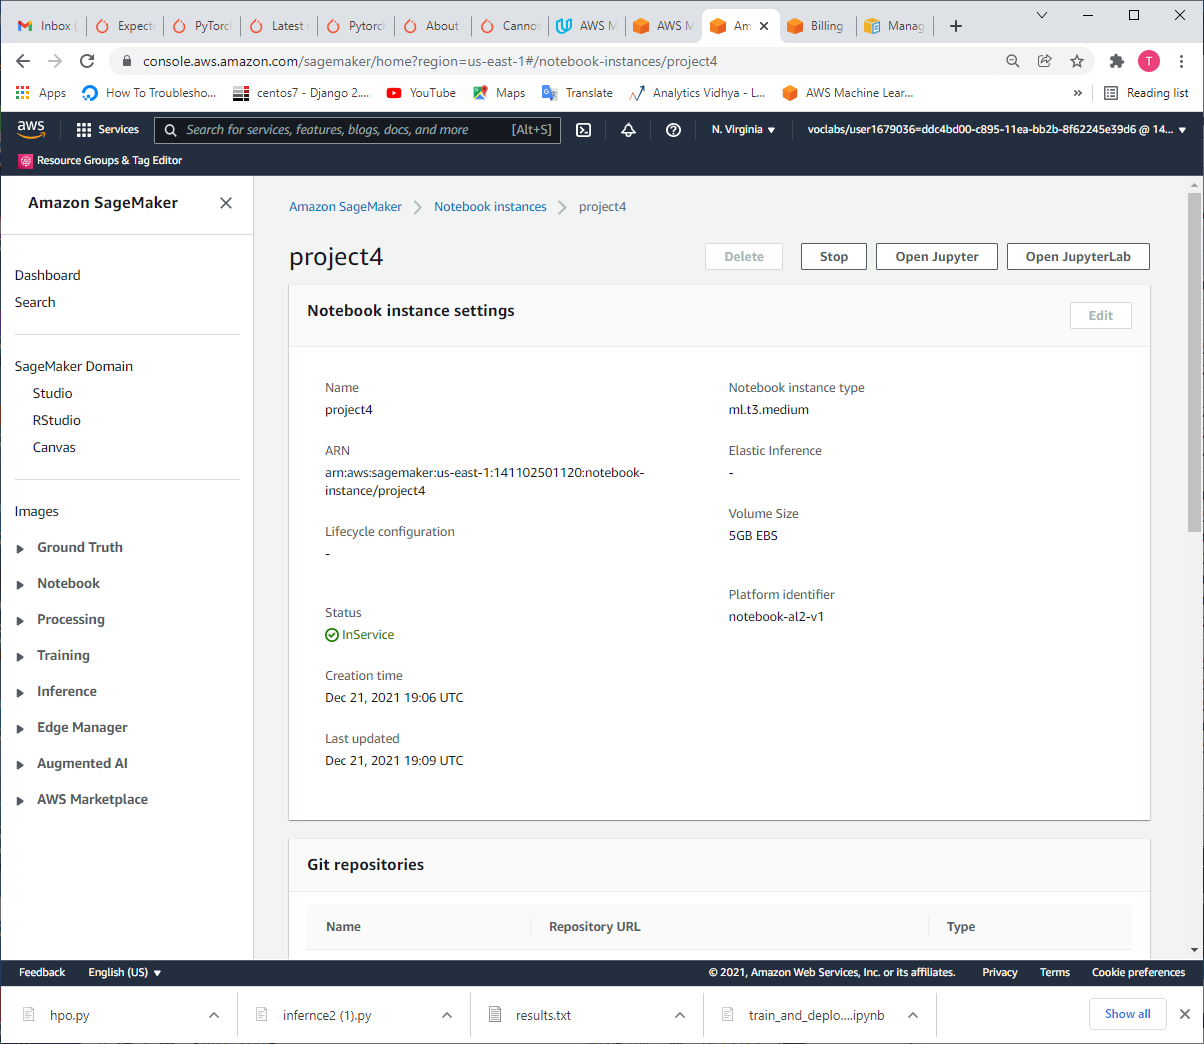 Inbox (
Expect
PyTorc
Latest
Pytorc
About
Cannot
AWS M
AWS M
Am
Billing
Manag
console.aws.amazon.com/sagemaker/home?region=us-east-1#/notebook-instances/project4
T
Apps
How To Troublesho...
centos7 - Django 2....
YouTube
Maps
Translate
Analytics Vidhya - L...
AWS Machine Lear...
»
Reading list
aws
Services
Search for services, features, blogs, docs, and more
[Alt+S]
N. Virginia
voclabs/user1679036=ddc4bd00-c895-11ea-bb2b-8f62245e39d6 @ 14...
Resource Groups & Tag Editor
Amazon SageMaker
Dashboard
Search
SageMaker Domain
Studio
RStudio
Canvas
Images
Ground Truth
Notebook
Processing
Training
Inference
Edge Manager
Augmented AI
AWS Marketplace
Amazon SageMaker
Notebook instances
project4
project4
Delete
Stop
Open Jupyter
Open JupyterLab
Notebook instance settings
Edit
Name
project4
ARN
arn:aws:sagemaker:us-east-1:141102501120:notebook-
instance/project4
Lifecycle configuration
-
Status
InService
Creation time
Dec 21, 2021 19:06 UTC
Last updated
Dec 21, 2021 19:09 UTC
Notebook instance type
ml.t3.medium
Elastic Inference
-
Volume Size
5GB EBS
Platform identifier
notebook-al2-v1
Git repositories
Name
Repository URL
Type
Feedback
English (US)
© 2021, Amazon Web Services, Inc. or its affiliates.
Privacy
Terms
Cookie preferences
hpo.py
infernce2 (1).py
results.txt
train_and_deplo....ipynb
Show all